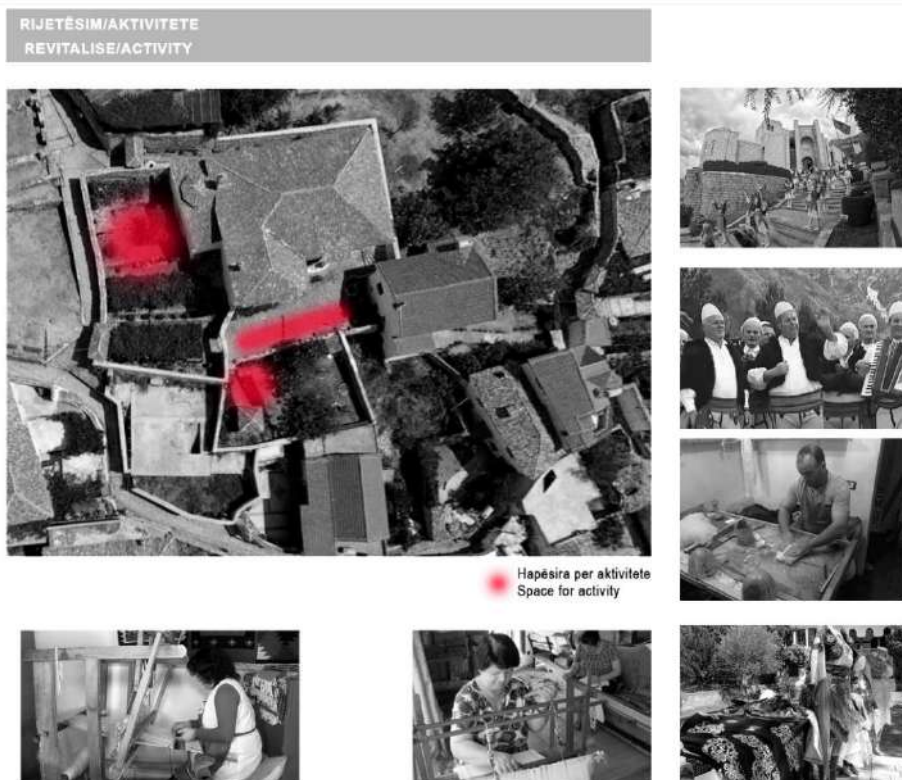 RIJETËSIM/AKTIVITETE
REVITALISE/ACTIVITY
Hapësira per aktivitete
Space for activity